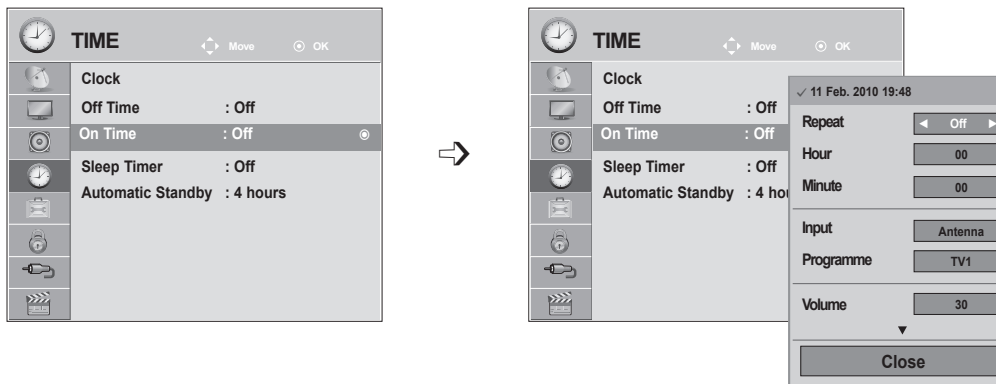 TIME
Move
OK
Clock
Off Time : Off
On Time : Off
Sleep Timer : Off
Automatic Standby : 4 hours
TIME
Move
OK
Clock
Off Time : Off
On Time : Off
Sleep Timer : Off
Automatic Standby : 4 hou
11 Feb. 2010 19:48
Repeat Off
Hour 00
Minute 00
Input Antenna
Programme TV1
Volume 30
Close